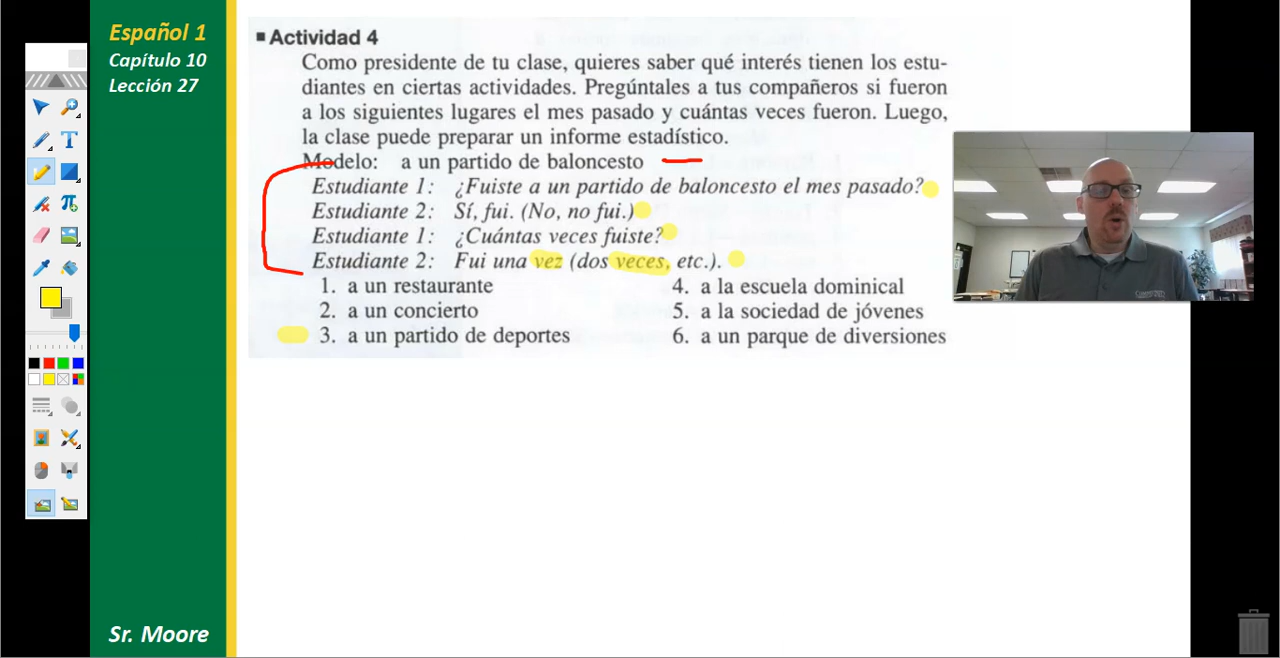 Español 1
Capítulo 10
Lección 27
Actividad 4
Como presidente de tu clase, quieres saber qué interés tienen los estu-
diantes en ciertas actividades. Pregúntales a tus compañeros si fueron
a los siguientes lugares el mes pasado y cuántas veces fueron. Luego,
la clase puede preparar un informe estadístico.
Modelo: a un partido de baloncesto
Estudiante 1: ¿Fuiste a un partido de baloncesto el mes pasado?
Estudiante 2: Sí, fui. (No, no fui.)
Estudiante 1: ¿Cuántas veces fuiste?
Estudiante 2: Fui una vez (dos veces, etc.).
1. a un restaurante
2. a un concierto
3. a un partido de deportes
4. a la escuela dominical
5. a la sociedad de jóvenes
6. a un parque de diversiones
Sr. Moore